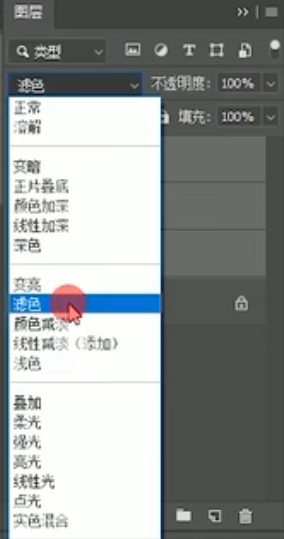 图层
类型
滤色 不透明度: 100%
填充: 100%
正常
溶解
变暗
正片叠底
颜色加深
线性加深
深色
变亮
滤色
颜色减淡
线性减淡（添加）
浅色
叠加
柔光
强光
亮光
线性光
点光
实色混合